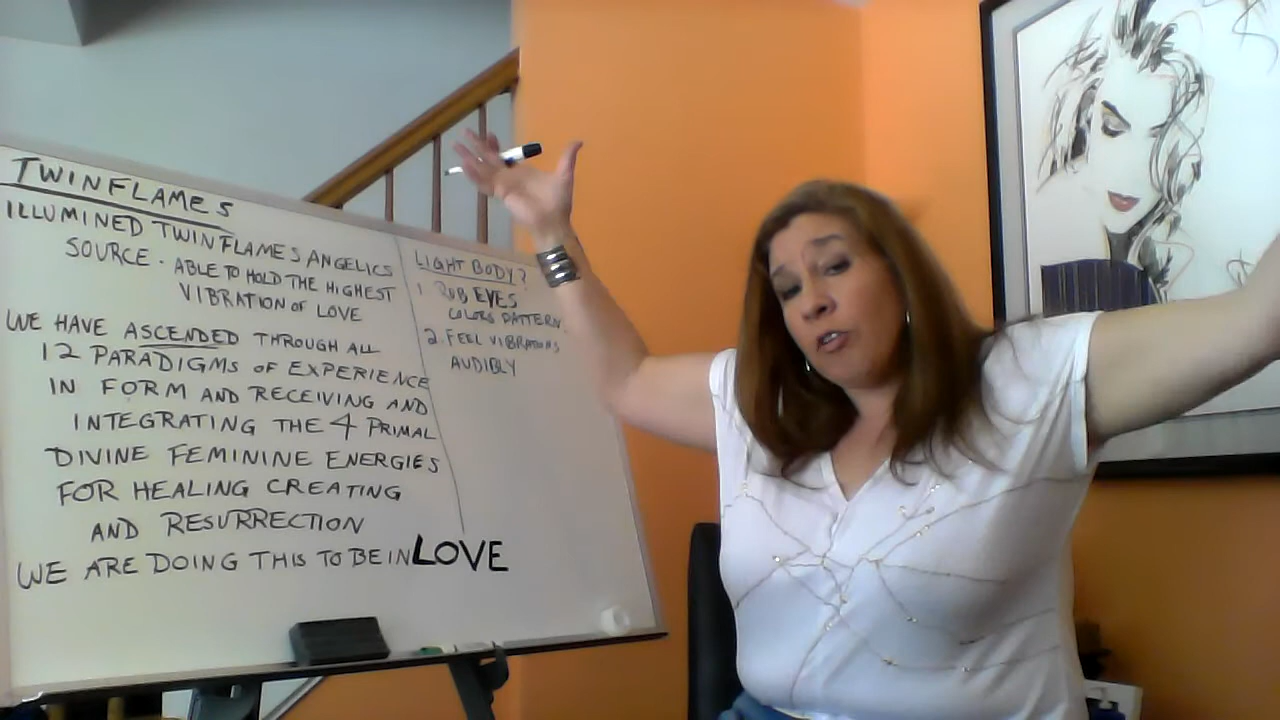 TWINFLAMES
ILLUMINED TWINFLAMES ANGELICS
SOURCE. ABLE TO HOLD THE HIGHEST
VIBRATION OF LOVE
WE HAVE ASCENDED THROUGH ALL
12 PARADIGMS OF EXPERIENCE
IN FORM AND RECEIVING AND
INTEGRATING THE 4 PRIMAL
DIVINE FEMININE ENERGIES
FOR HEALING CREATING
AND RESURRECTION
WE ARE DOING THIS TO BE IN LOVE
LIGHT BODY?
1. RUB EYES
COLORS PATTERN.
2. FEEL VIBRATIONS
AUDIBLY